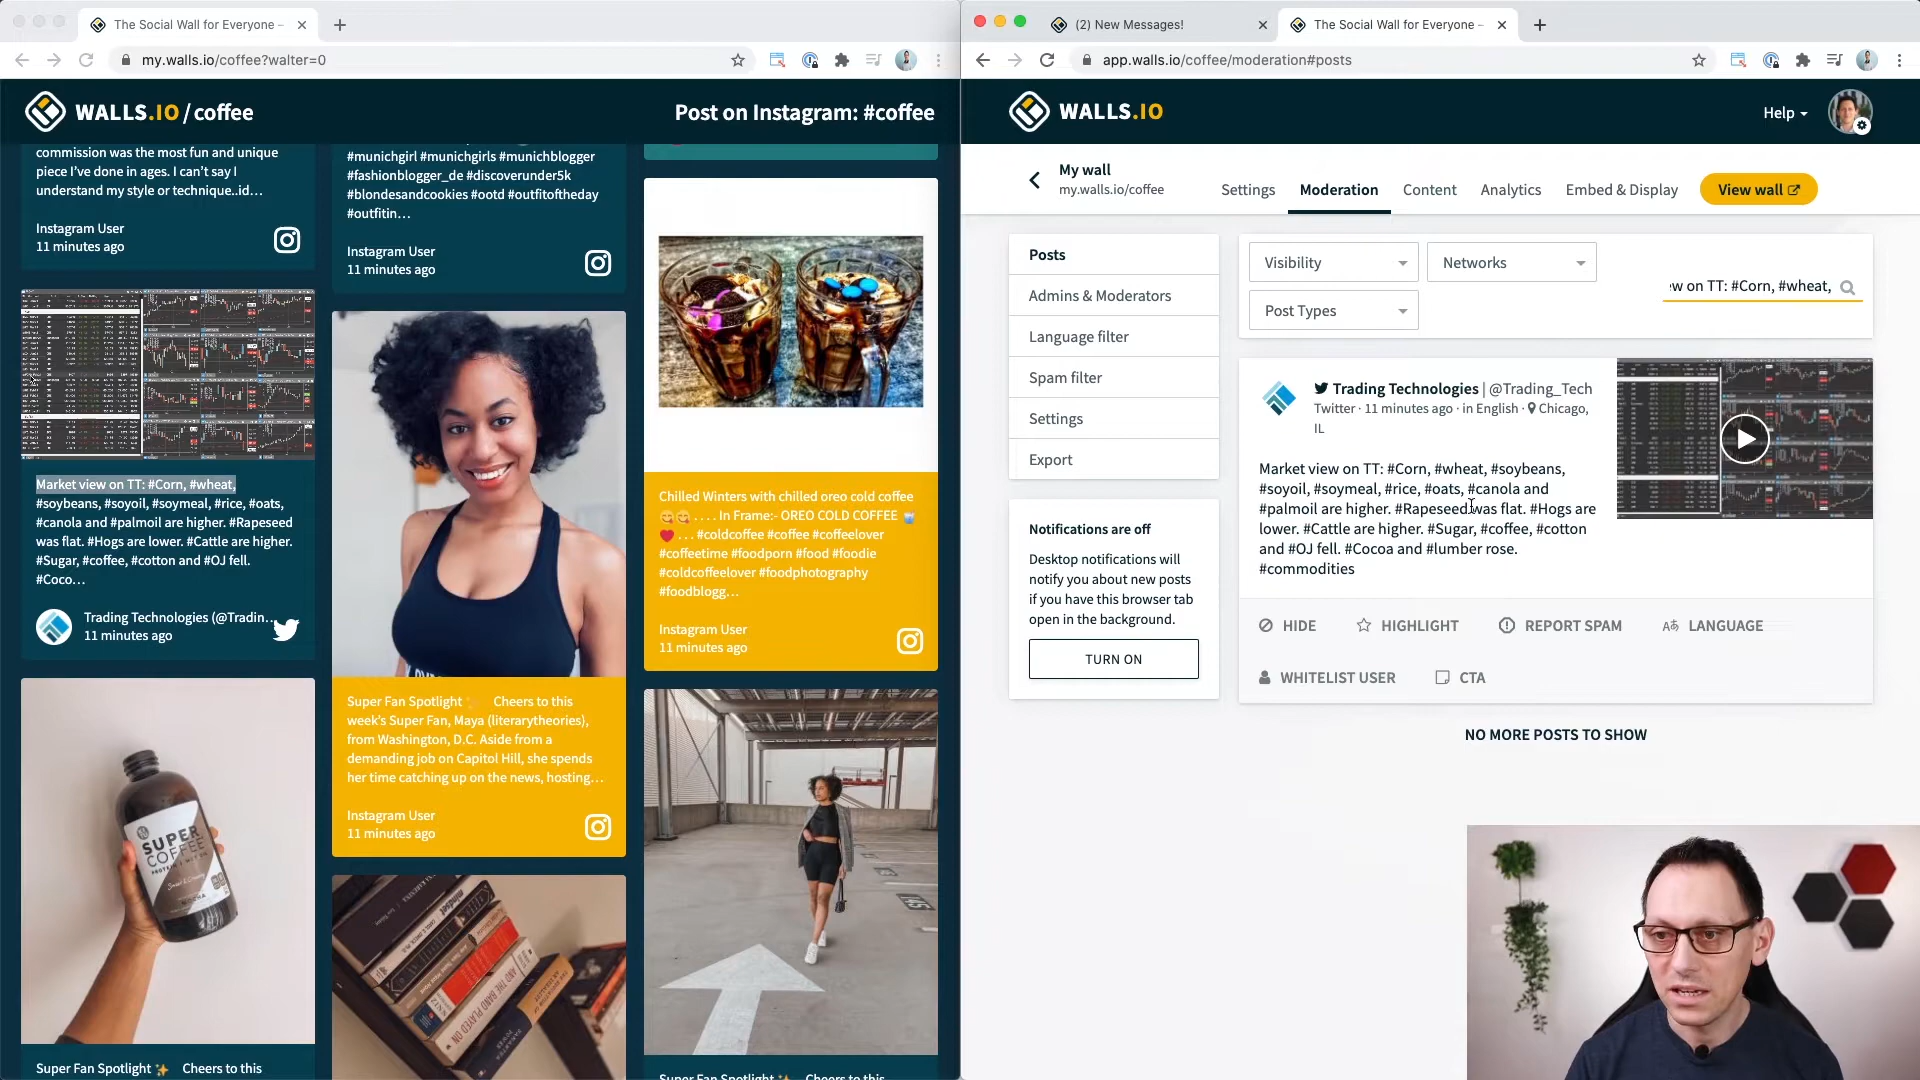 The Social Wall for Everyone –
my.walls.io/coffee?walter=0
WALLS.IO / coffee
Post on Instagram: #coffee
commission was the most fun and unique
piece I've done in ages. I can't say I
understand my style or technique..id…
Instagram User
11 minutes ago
Market view on TT: #Corn, #wheat,
#soybeans, #soyoil, #soymeal, #rice, #oats,
#canola and #palmoil are higher. #Rapeseed
was flat. #Hogs are lower. #Cattle are higher.
#Sugar, #coffee, #cotton and #OJ fell.
#Coco…
Trading Technologies (@Tradin…
11 minutes ago
SUPER
COFFEE
Super Fan Spotlight ✨ Cheers to this
#munichgirl #munichgirls #munichblogger
#fashionblogger_de #discoverunder5k
#blondesandcookies #ootd #outfitoftheday
#outfitin…
Instagram User
11 minutes ago
Super Fan Spotlight ✨ Cheers to this
week's Super Fan, Maya (literarytheories),
from Washington, D.C. Aside from a
demanding job on Capitol Hill, she spends
her time catching up on the news, hosting…
Instagram User
11 minutes ago
Chilled Winters with chilled oreo cold coffee
😋😋 . . . . In Frame:- OREO COLD COFFEE 🥤
❤️ . . . #coldcoffee #coffee #coffeelover
#coffeetime #foodporn #food #foodie
#coldcoffeelover #foodphotography
#foodblogg…
Instagram User
11 minutes ago
Super Fan Spotlight ✨ Cheers to this
(2) New Messages!
The Social Wall for Everyone –
app.walls.io/coffee/moderation#posts
WALLS.IO
Help
My wall
my.walls.io/coffee
Settings
Moderation
Content
Analytics
Embed & Display
View wall
Posts
Admins & Moderators
Language filter
Spam filter
Settings
Export
Notifications are off
Desktop notifications will
notify you about new posts
if you have this browser tab
open in the background.
TURN ON
Visibility
Networks
Post Types
w on TT: #Corn, #wheat,
Trading Technologies | @Trading_Tech
Twitter · 11 minutes ago · in English · Chicago,
IL
Market view on TT: #Corn, #wheat, #soybeans,
#soyoil, #soymeal, #rice, #oats, #canola and
#palmoil are higher. #Rapeseed was flat. #Hogs are
lower. #Cattle are higher. #Sugar, #coffee, #cotton
and #OJ fell. #Cocoa and #lumber rose.
#commodities
HIDE
HIGHLIGHT
REPORT SPAM
LANGUAGE
WHITELIST USER
CTA
NO MORE POSTS TO SHOW